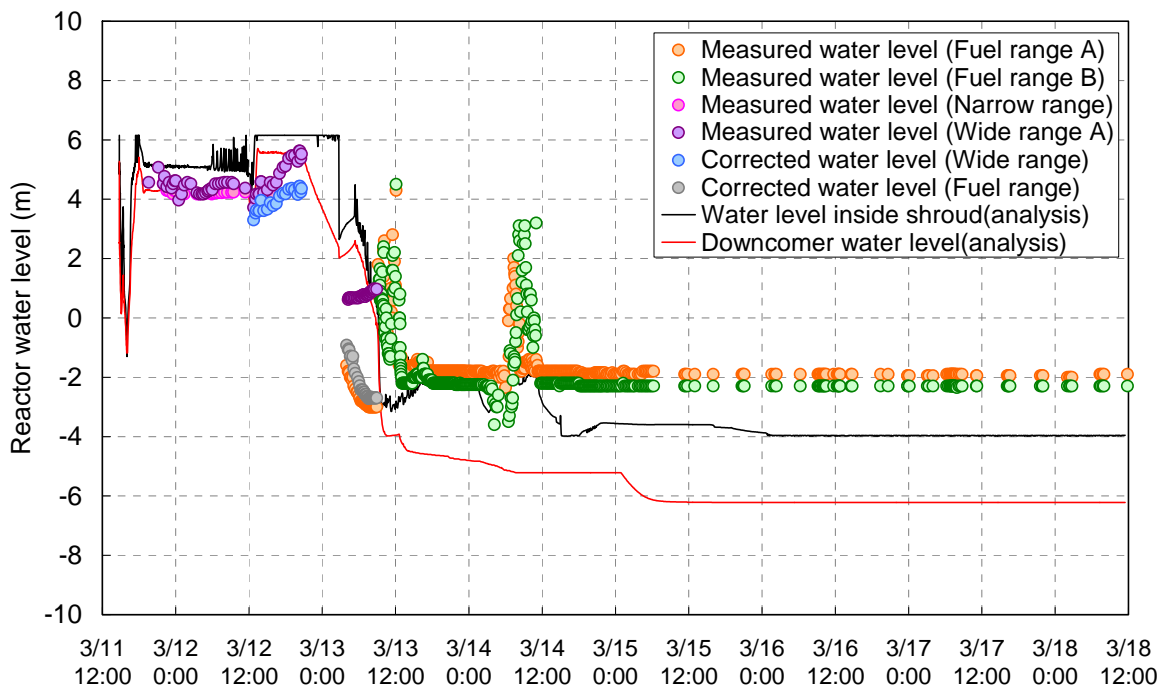 10
8
6
4
2
0
-2
-4
-6
-8
-10
Reactor water level (m)
Measured water level (Fuel range A)
Measured water level (Fuel range B)
Measured water level (Narrow range)
Measured water level (Wide range A)
Corrected water level (Wide range)
Corrected water level (Fuel range)
Water level inside shroud(analysis)
Downcomer water level(analysis)
3/11 3/12 3/12 3/13 3/13 3/14 3/14 3/15 3/15 3/16 3/16 3/17 3/17 3/18 3/18
12:00 0:00 12:00 0:00 12:00 0:00 12:00 0:00 12:00 0:00 12:00 0:00 12:00 0:00 12:00